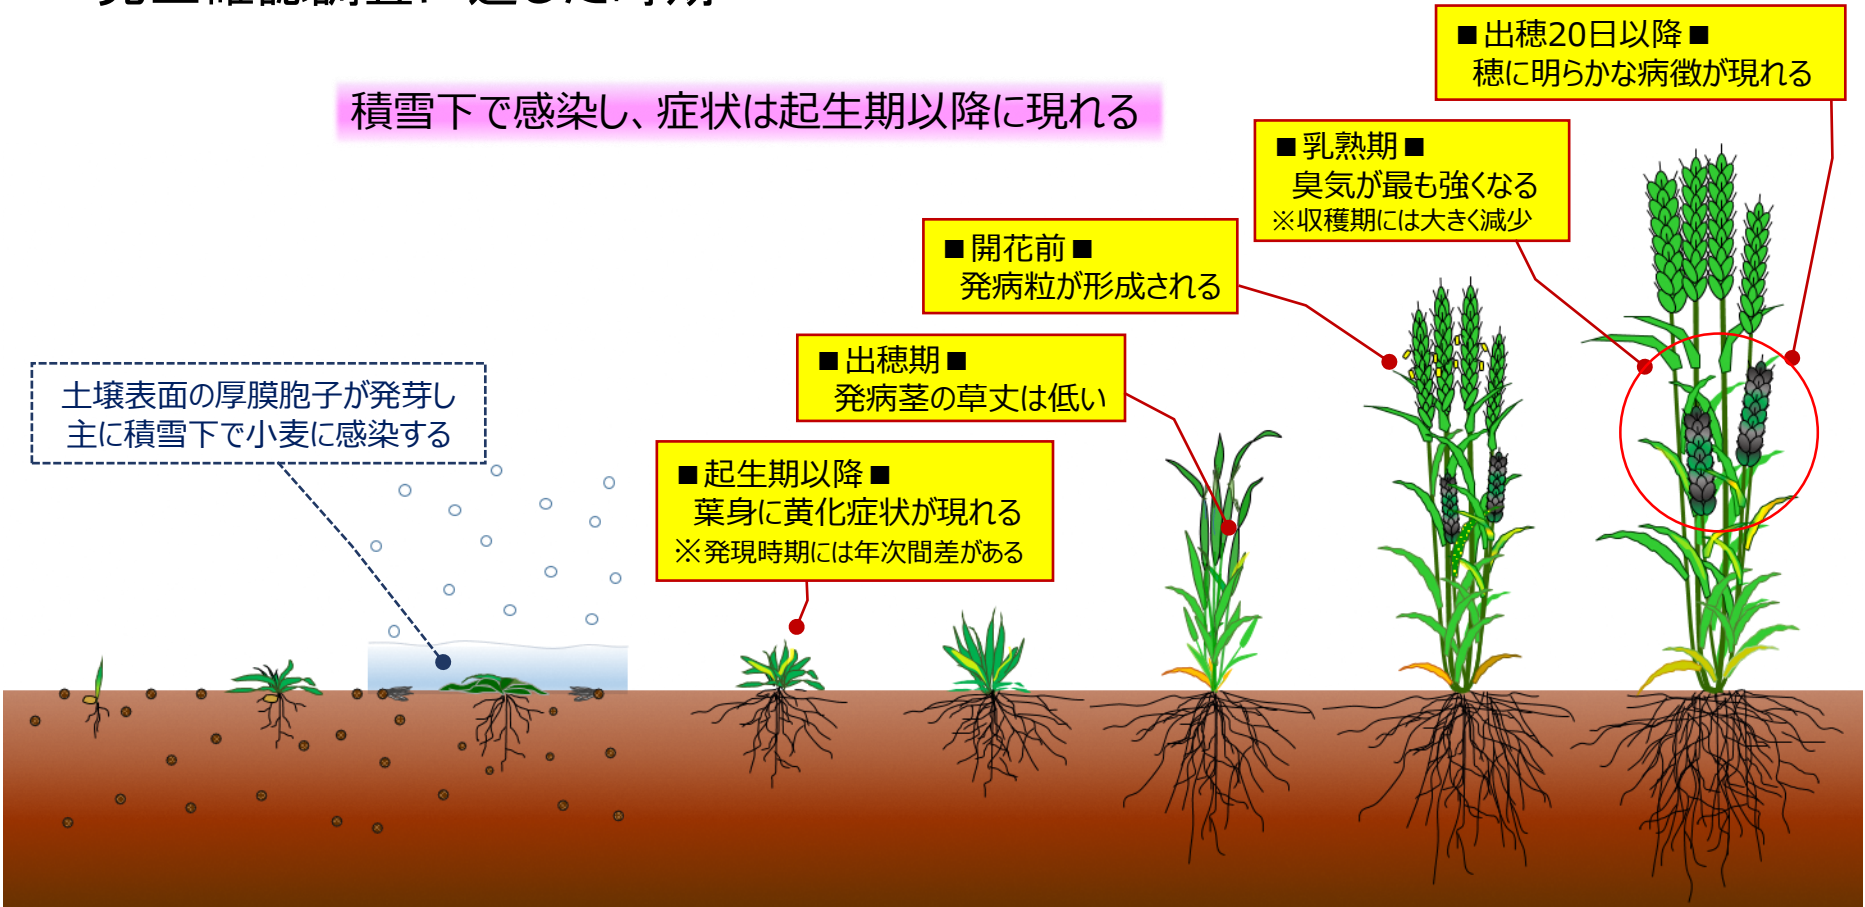 積雪下で感染し、症状は起生期以降に現れる
■出穂20日以降■
穂に明らかな病徴が現れる
■乳熟期■
臭気が最も強くなる
※収穫期には大きく減少
■開花前■
発病粒が形成される
■出穂期■
発病茎の草丈は低い
■起生期以降■
葉身に黄化症状が現れる
※発現時期には年次間差がある
土壌表面の厚膜胞子が発芽し
主に積雪下で小麦に感染する